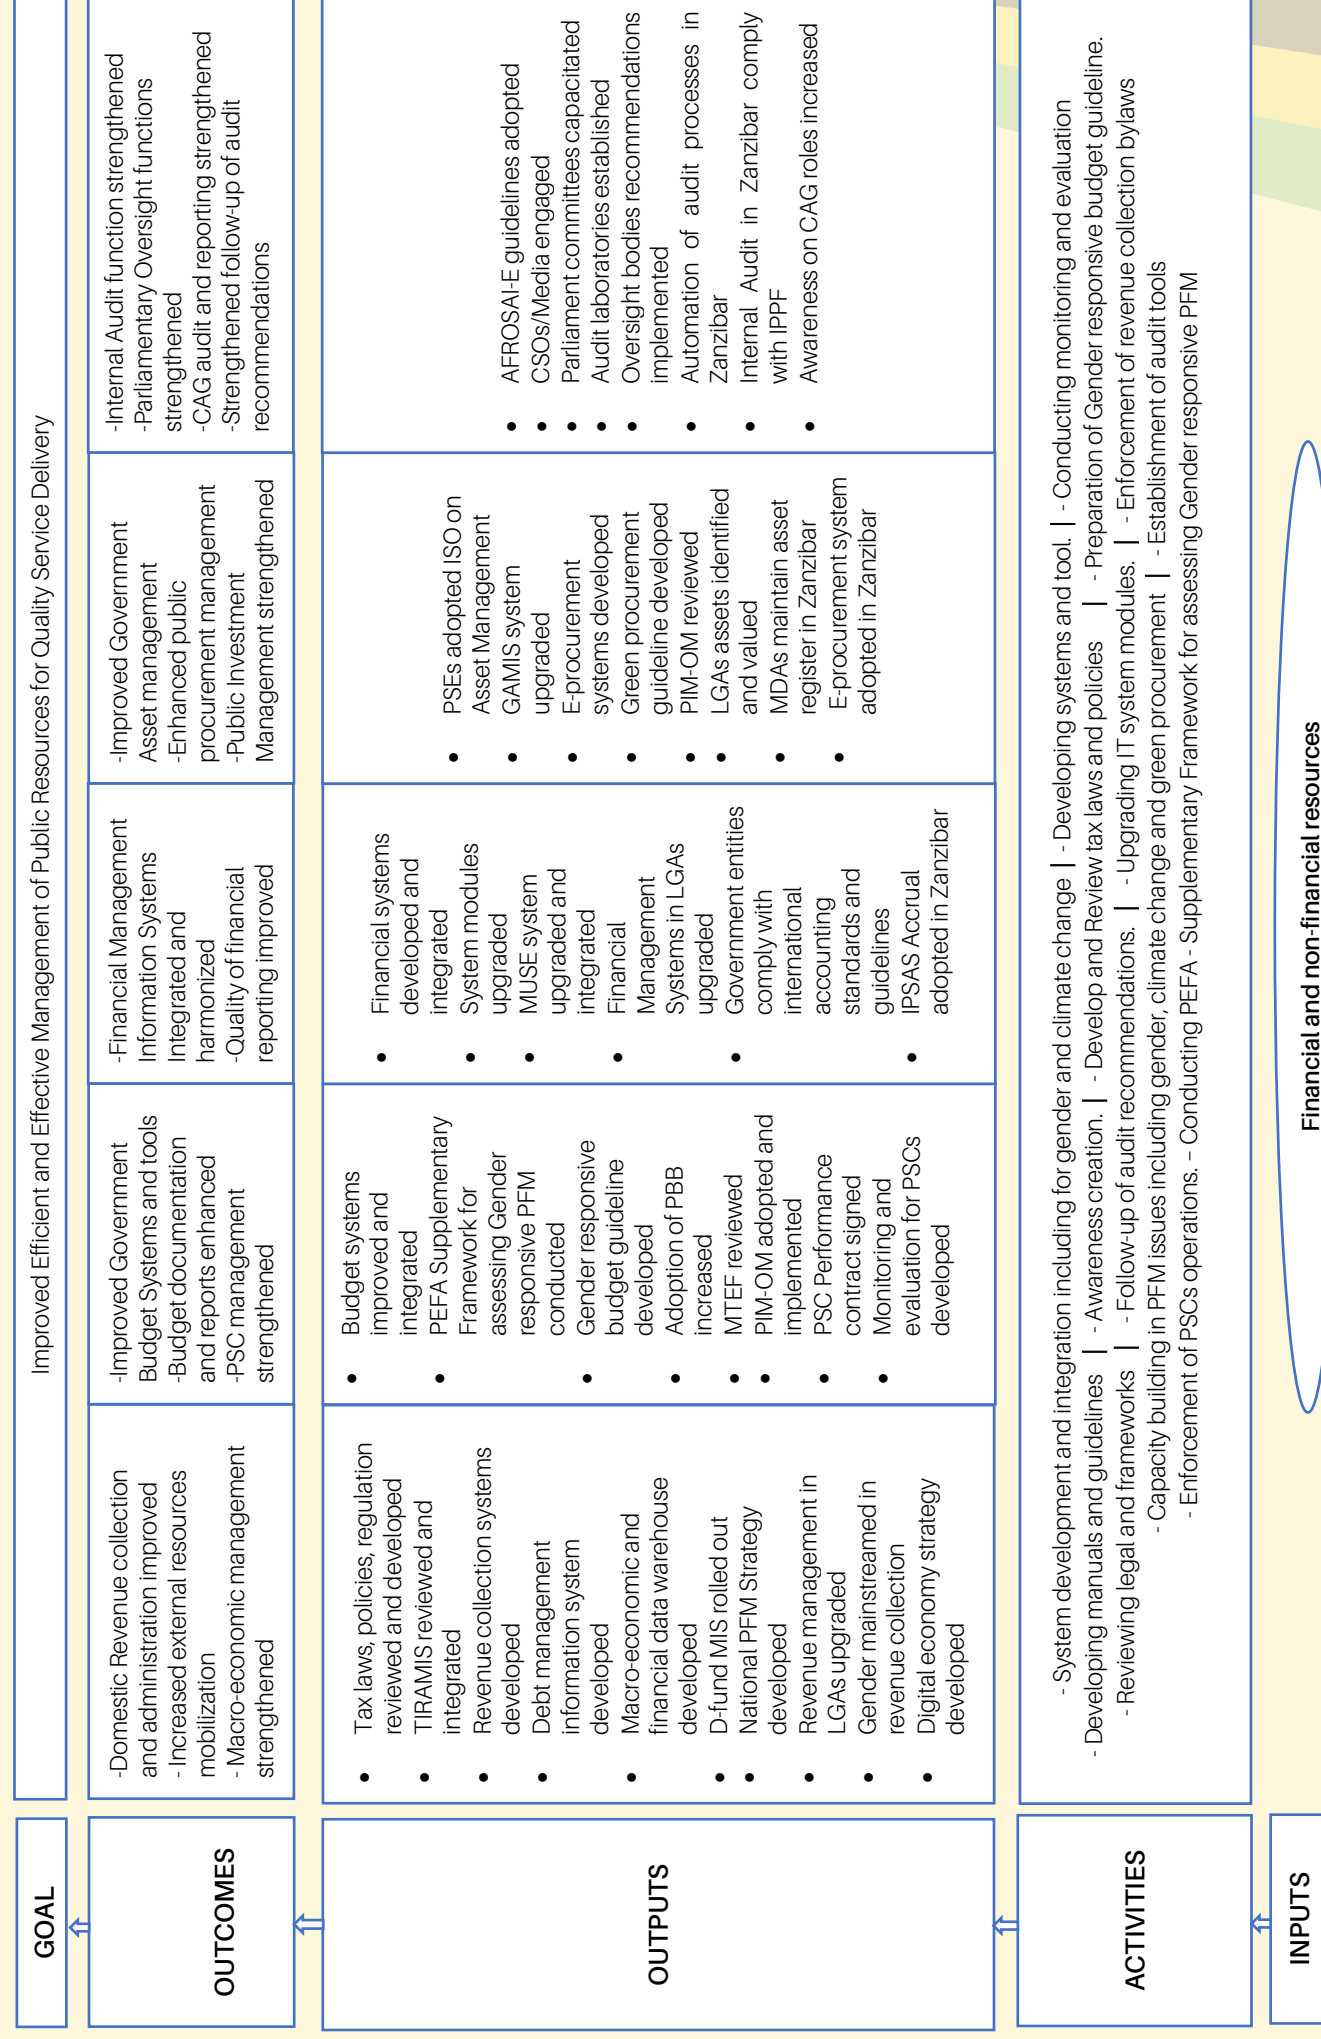 GOAL
Improved Efficient and Effective Management of Public Resources for Quality Service Delivery
OUTCOMES
-Domestic Revenue collection
and administration improved
- Increased external resources
mobilization
- Macro-economic management
strengthened
-Improved Government
Budget Systems and tools
-Budget documentation
and reports enhanced
-PSC management
strengthened
-Financial Management
Information Systems
Integrated and
harmonized
-Quality of financial
reporting improved
-Improved Government
Asset management
-Enhanced public
procurement management
-Public Investment
Management strengthened
-Internal Audit function strengthened
-Parliamentary Oversight functions
strengthened
-CAG audit and reporting strengthened
-Strengthened follow-up of audit
recommendations
OUTPUTS
• Tax laws, policies, regulation
reviewed and developed
• TIRAMIS reviewed and
integrated
• Revenue collection systems
developed
• Debt management
information system
developed
• Macro-economic and
financial data warehouse
developed
• D-fund MIS rolled out
• National PFM Strategy
developed
• Revenue management in
LGAs upgraded
• Gender mainstreamed in
revenue collection
• Digital economy strategy
developed
• Budget systems
improved and
integrated
• PEFA Supplementary
Framework for
assessing Gender
responsive PFM
conducted
• Gender responsive
budget guideline
developed
• Adoption of PBB
increased
• MTEF reviewed
• PIM-OM adopted and
implemented
• PSC Performance
contract signed
• Monitoring and
evaluation for PSCs
developed
• Financial systems
developed and
integrated
• System modules
upgraded
• MUSE system
upgraded and
integrated
• Financial
Management
Systems in LGAs
upgraded
• Government entities
comply with
international
accounting
standards and
guidelines
• IPSAS Accrual
adopted in Zanzibar
• PSEs adopted ISO on
Asset Management
• GAMIS system
upgraded
• E-procurement
systems developed
• Green procurement
guideline developed
• PIM-OM reviewed
• LGAs assets identified
and valued
• MDAs maintain asset
register in Zanzibar
• E-procurement system
adopted in Zanzibar
• AFROSAI-E guidelines adopted
• CSOs/Media engaged
• Parliament committees capacitated
• Audit laboratories established
• Oversight bodies recommendations
implemented
• Automation of audit processes in
Zanzibar
• Internal Audit in Zanzibar comply
with IPPF
• Awareness on CAG roles increased
ACTIVITIES
- System development and integration including for gender and climate change | - Developing systems and tool. | - Conducting monitoring and evaluation
- Developing manuals and guidelines | - Awareness creation. | - Develop and Review tax laws and policies | - Preparation of Gender responsive budget guideline.
- Reviewing legal and frameworks | - Follow-up of audit recommendations. | - Upgrading IT system modules. | - Enforcement of revenue collection bylaws
- Capacity building in PFM issues including gender, climate change and green procurement | - Establishment of audit tools
- Enforcement of PSCs operations. – Conducting PEFA - Supplementary Framework for assessing Gender responsive PFM
INPUTS
Financial and non-financial resources